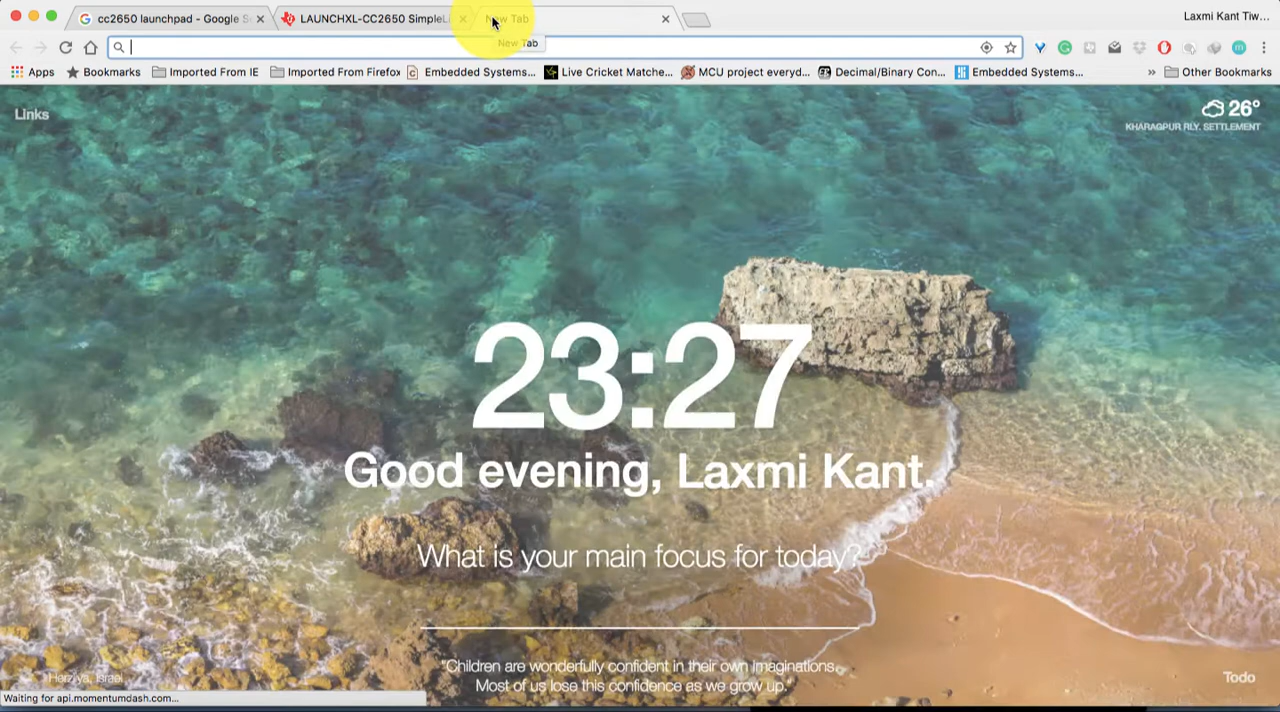 cc2650 launchpad - Google S
LAUNCHXL-CC2650 SimpleL
New Tab
Laxmi Kant Tiw...
New Tab
Apps
Bookmarks
Imported From IE
Imported From Firefox
Embedded Systems...
Live Cricket Matche...
MCU project everyd...
Decimal/Binary Con...
Embedded Systems...
» Other Bookmarks
Links
26°
KHARAGPUR RLY. SETTLEMENT
23:27
Good evening, Laxmi Kant.
What is your main focus for today?
"Children are wonderfully confident in their own imaginations.
Most of us lose this confidence as we grow up."
Herzliya, Israel
Todo
Waiting for api.momentumdash.com...